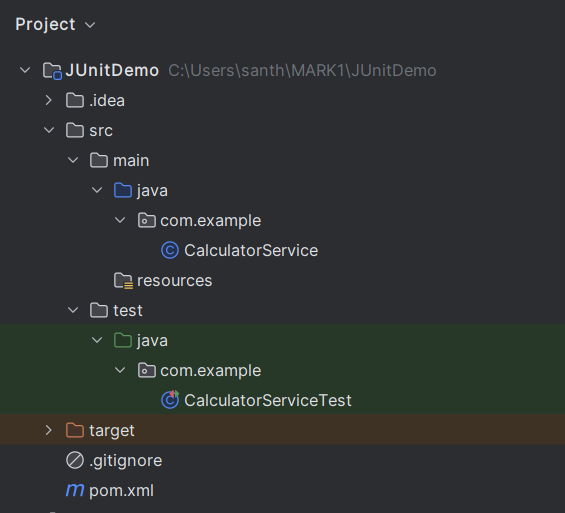 Project
JUnitDemo C:\Users\santh\MARK1\JUnitDemo
.idea
src
main
java
com.example
CalculatorService
resources
test
java
com.example
CalculatorServiceTest
target
.gitignore
pom.xml